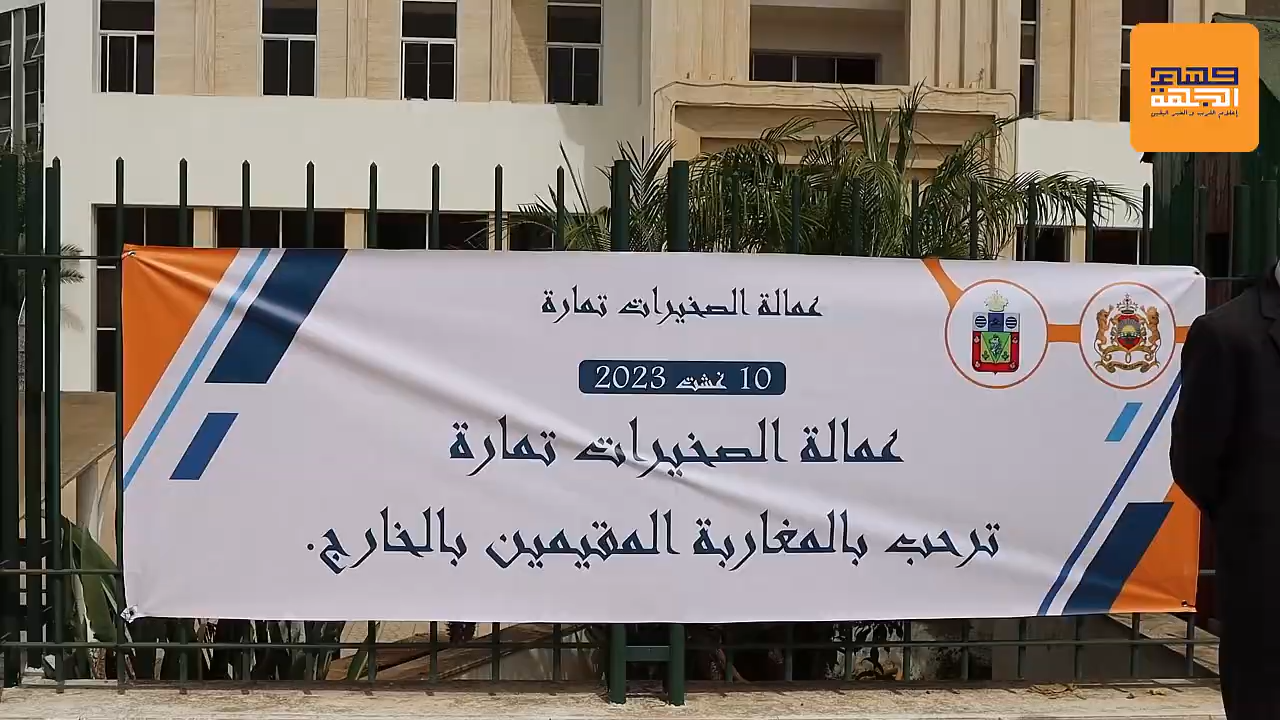 عمالة الصخيرات تمارة
10 غشت 2023
عمالة الصخيرات تمارة
ترحب بالمغاربة المقيمين بالخارج.